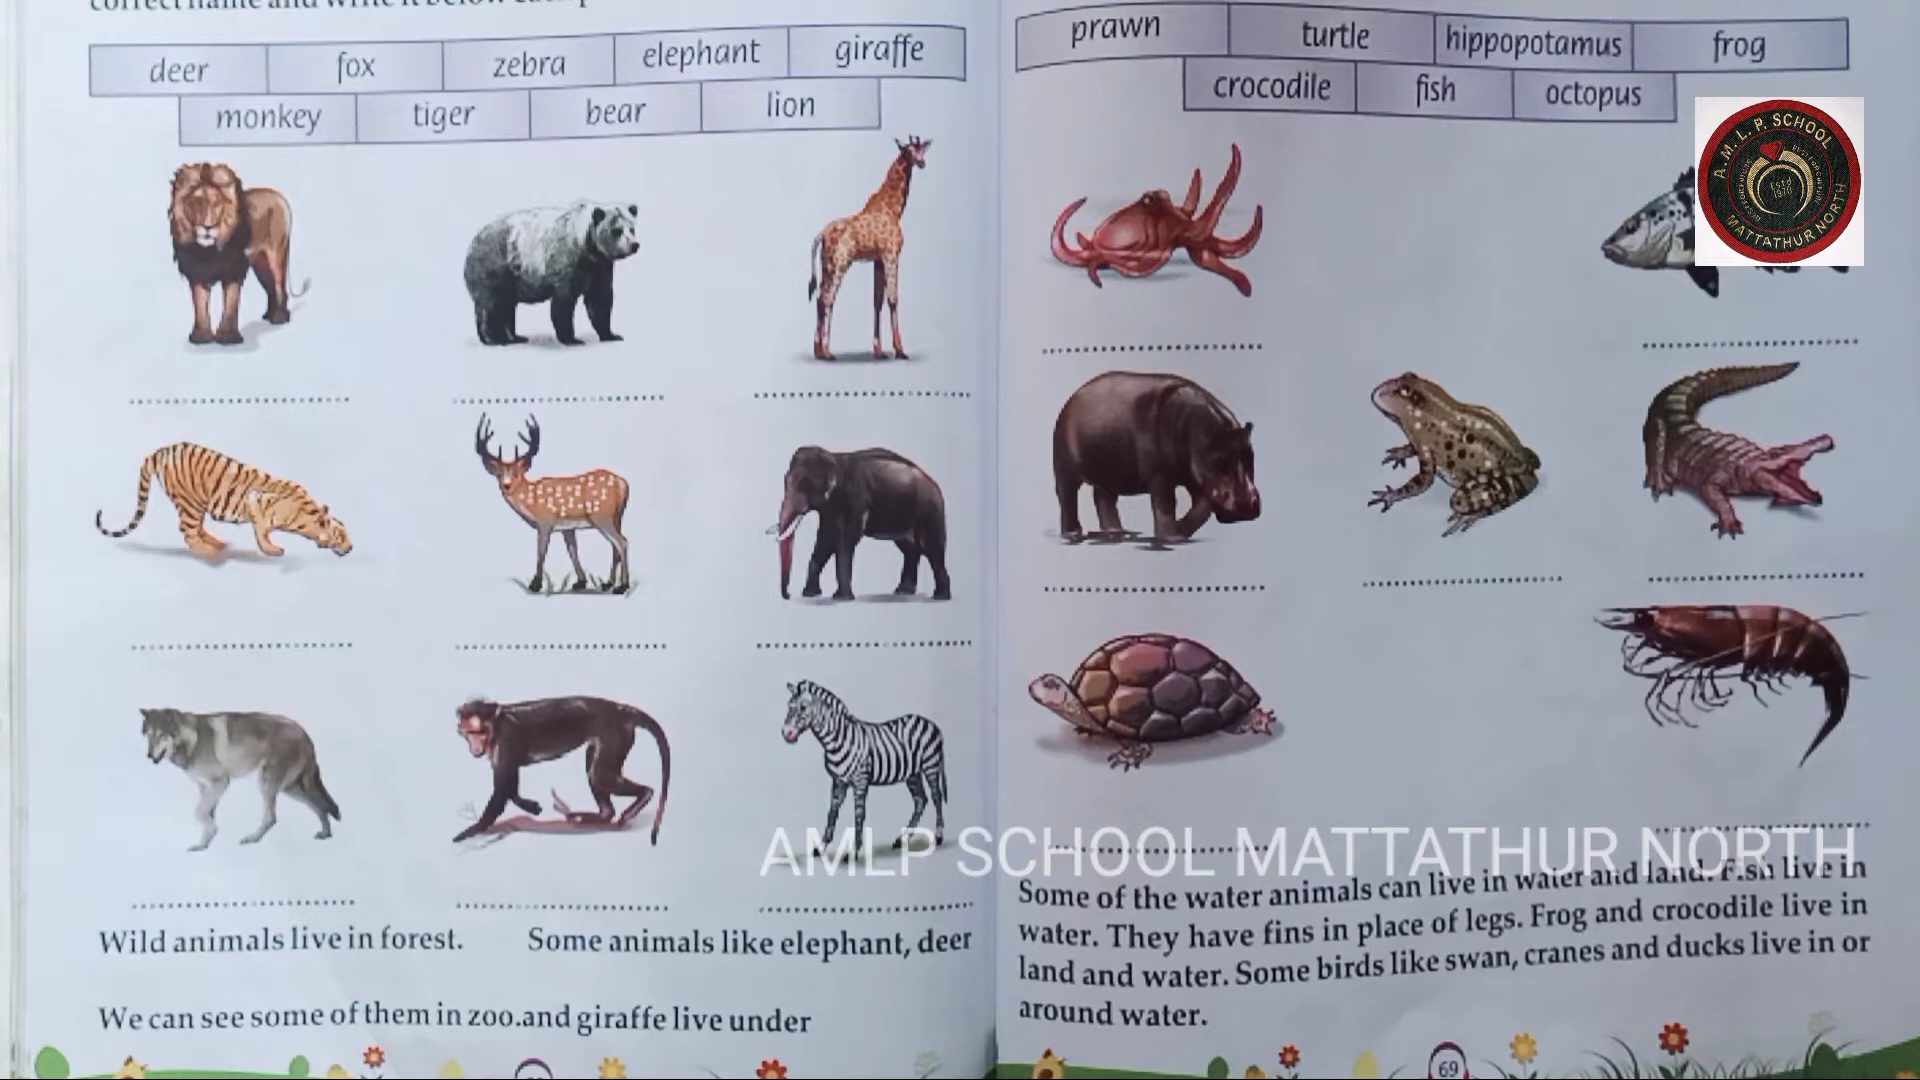 deer fox zebra elephant giraffe
monkey tiger bear lion
Wild animals live in forest. Some animals like elephant, deer
We can see some of them in zoo.and giraffe live under
prawn turtle hippopotamus frog
crocodile fish octopus
A.M.L.P. SCHOOL
Estd
MATTATHUR NORTH
AMLP SCHOOL MATTATHUR NORTH
Some of the water animals can live in water and land. Fish live in
water. They have fins in place of legs. Frog and crocodile live in
land and water. Some birds like swan, cranes and ducks live in or
around water.
69